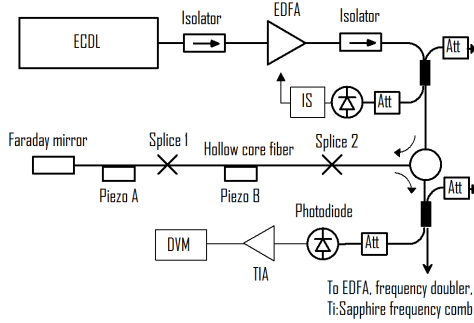 Isolator
EDFA
Isolator
ECDL
Att
IS
Att
Faraday mirror
Splice 1
Hollow core fiber
Splice 2
Piezo A
Piezo B
Att
Photodiode
DVM
Att
TIA
To EDFA, frequency doubler,
Ti:Sapphire frequency comb